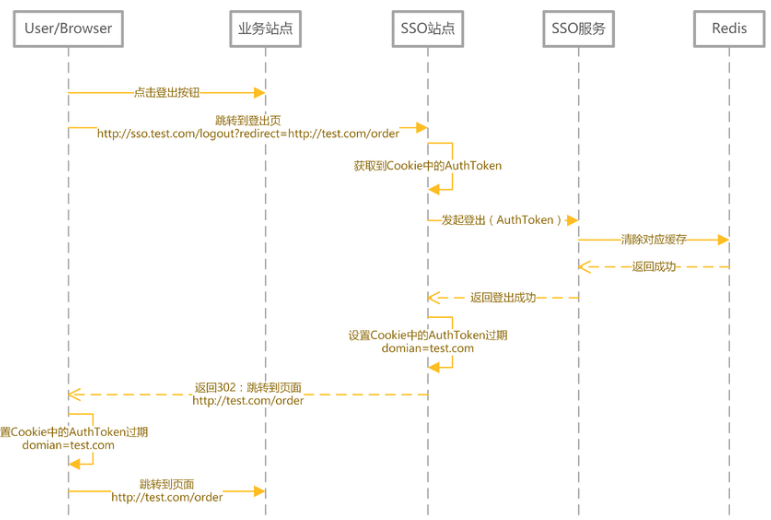 User/Browser
业务站点
SSO站点
SSO服务
Redis
点击登出按钮
跳转到登出页
http://sso.test.com/logout?redirect=http://test.com/order
获取到Cookie中的AuthToken
发起登出（AuthToken）
清除对应缓存
返回成功
返回登出成功
设置Cookie中的AuthToken过期
domian=test.com
返回302：跳转到页面
http://test.com/order
置Cookie中的AuthToken过期
domian=test.com
跳转到页面
http://test.com/order